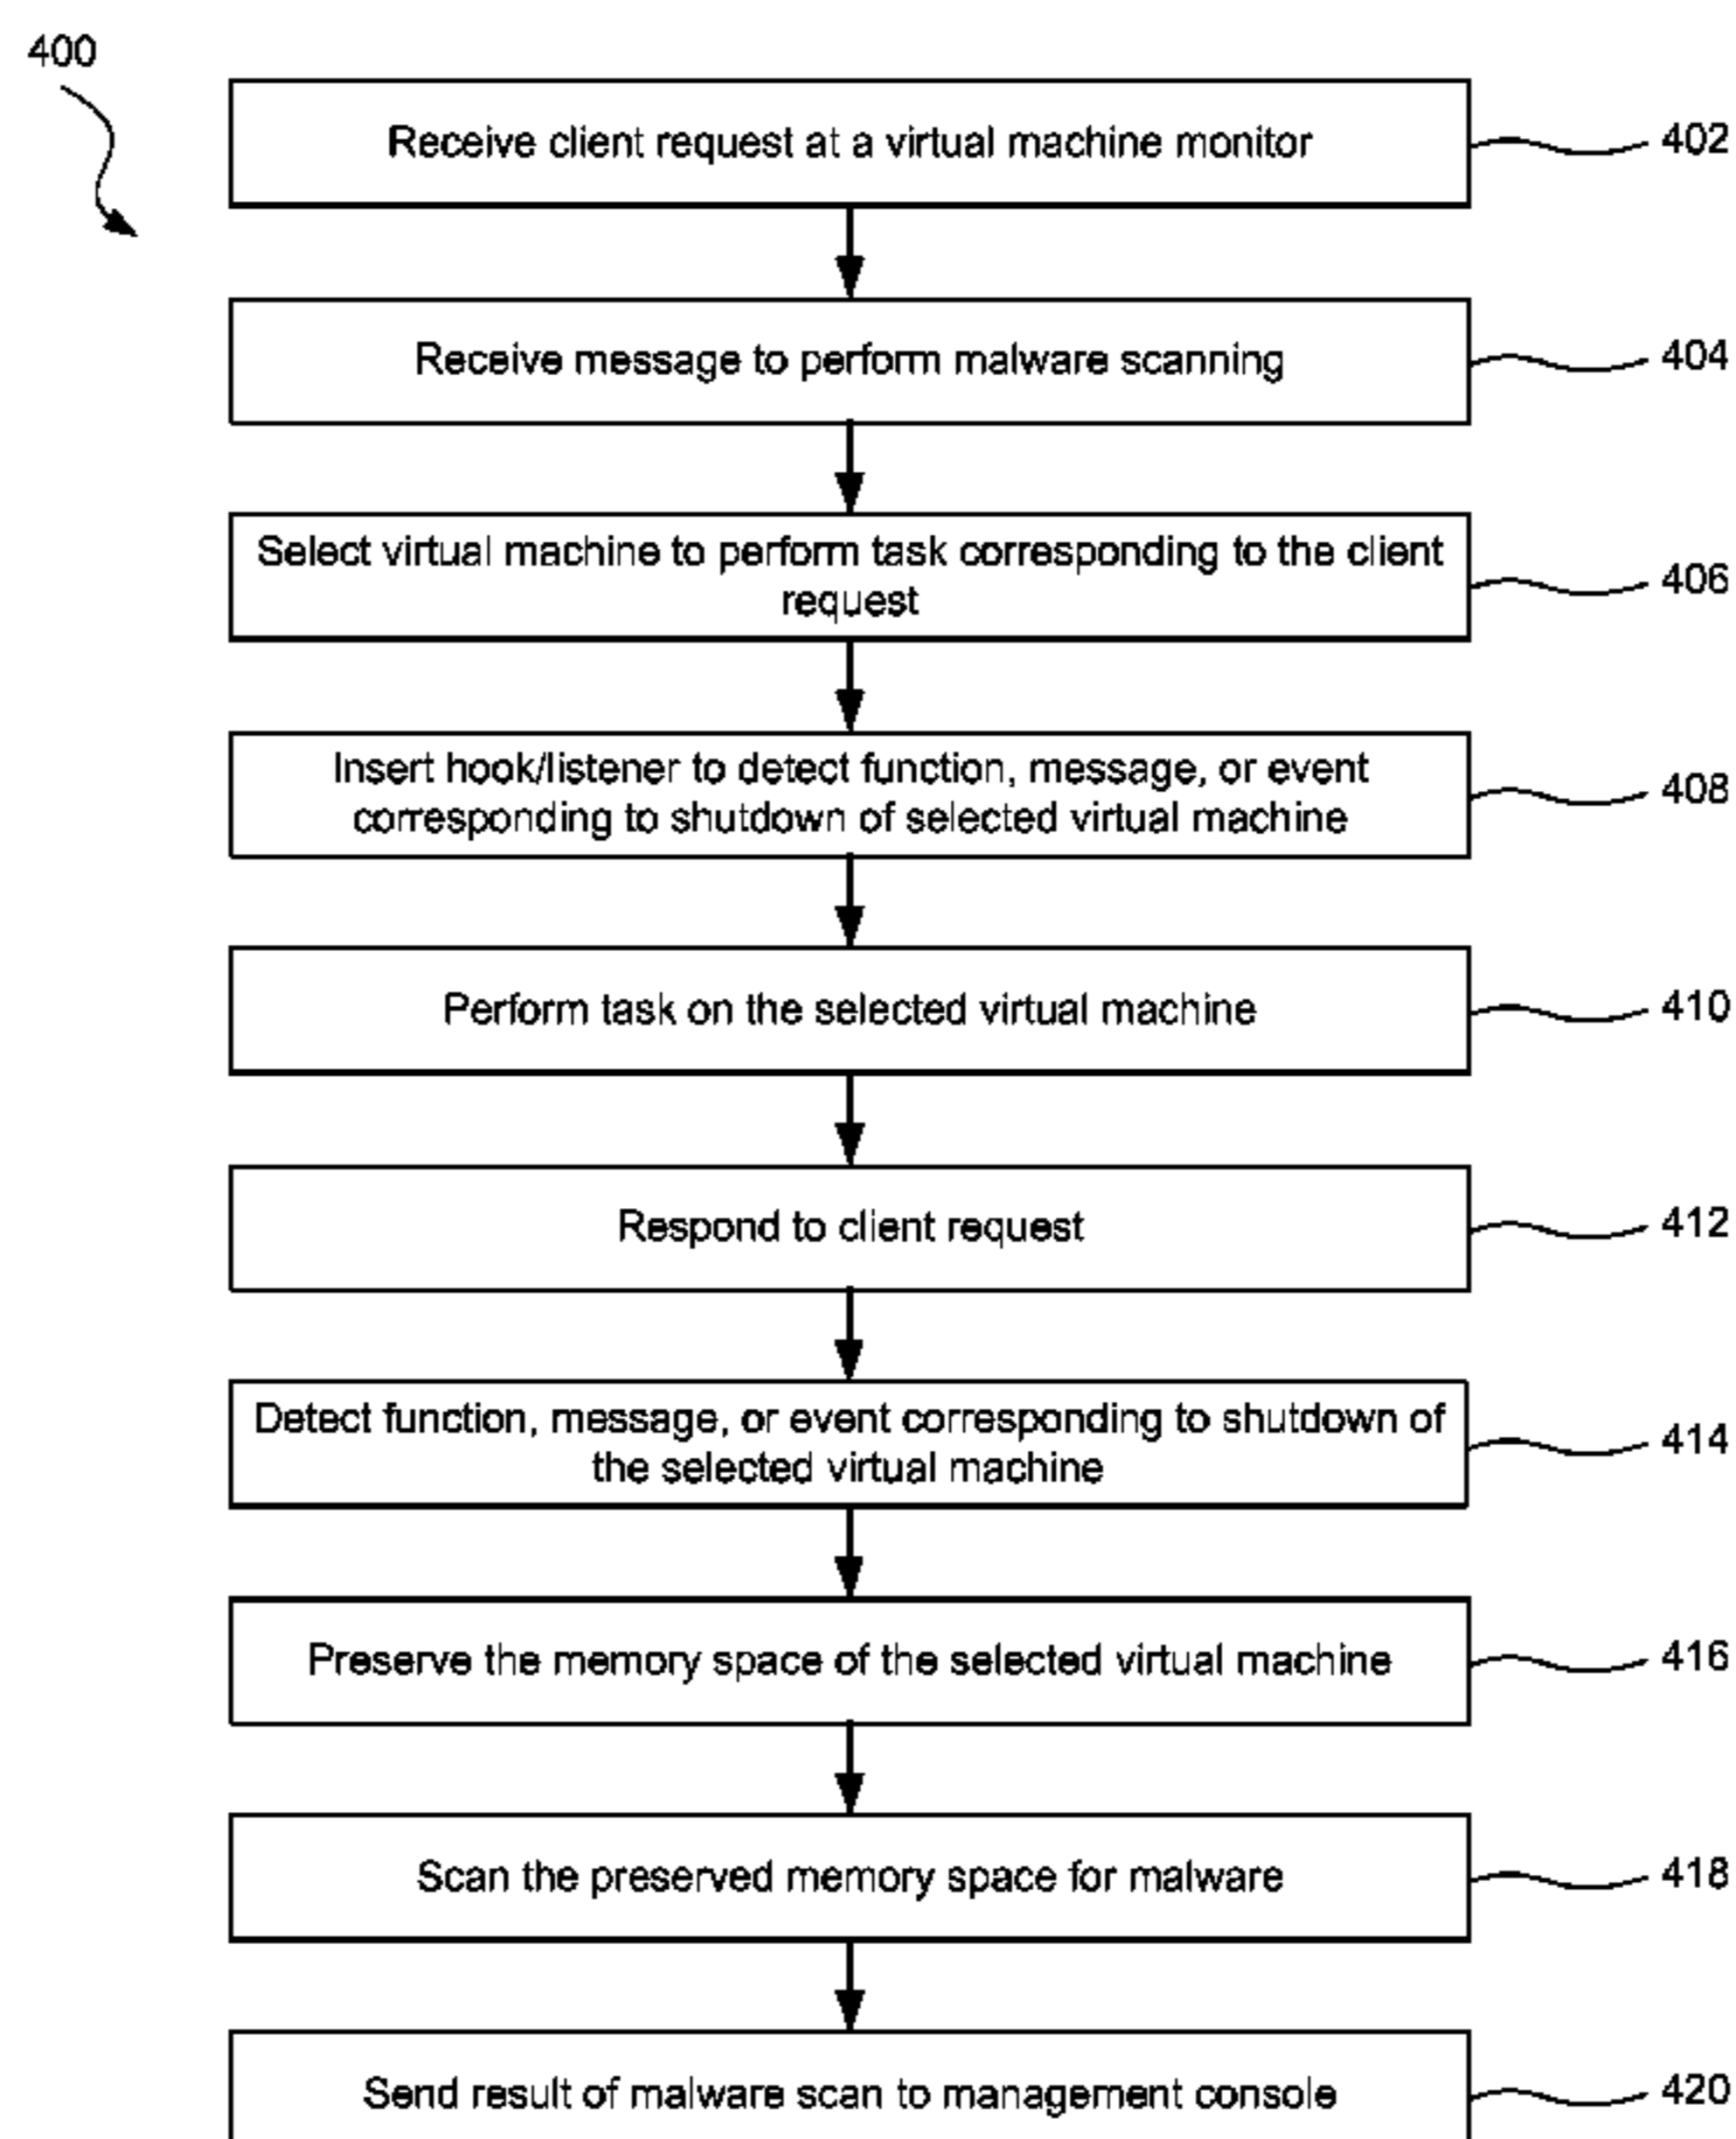 400
Receive client request at a virtual machine monitor
402
Receive message to perform malware scanning
404
Select virtual machine to perform task corresponding to the client
request
406
Insert hook/listener to detect function, message, or event
corresponding to shutdown of selected virtual machine
408
Perform task on the selected virtual machine
410
Respond to client request
412
Detect function, message, or event corresponding to shutdown of
the selected virtual machine
414
Preserve the memory space of the selected virtual machine
416
Scan the preserved memory space for malware
418
Send result of malware scan to management console
420